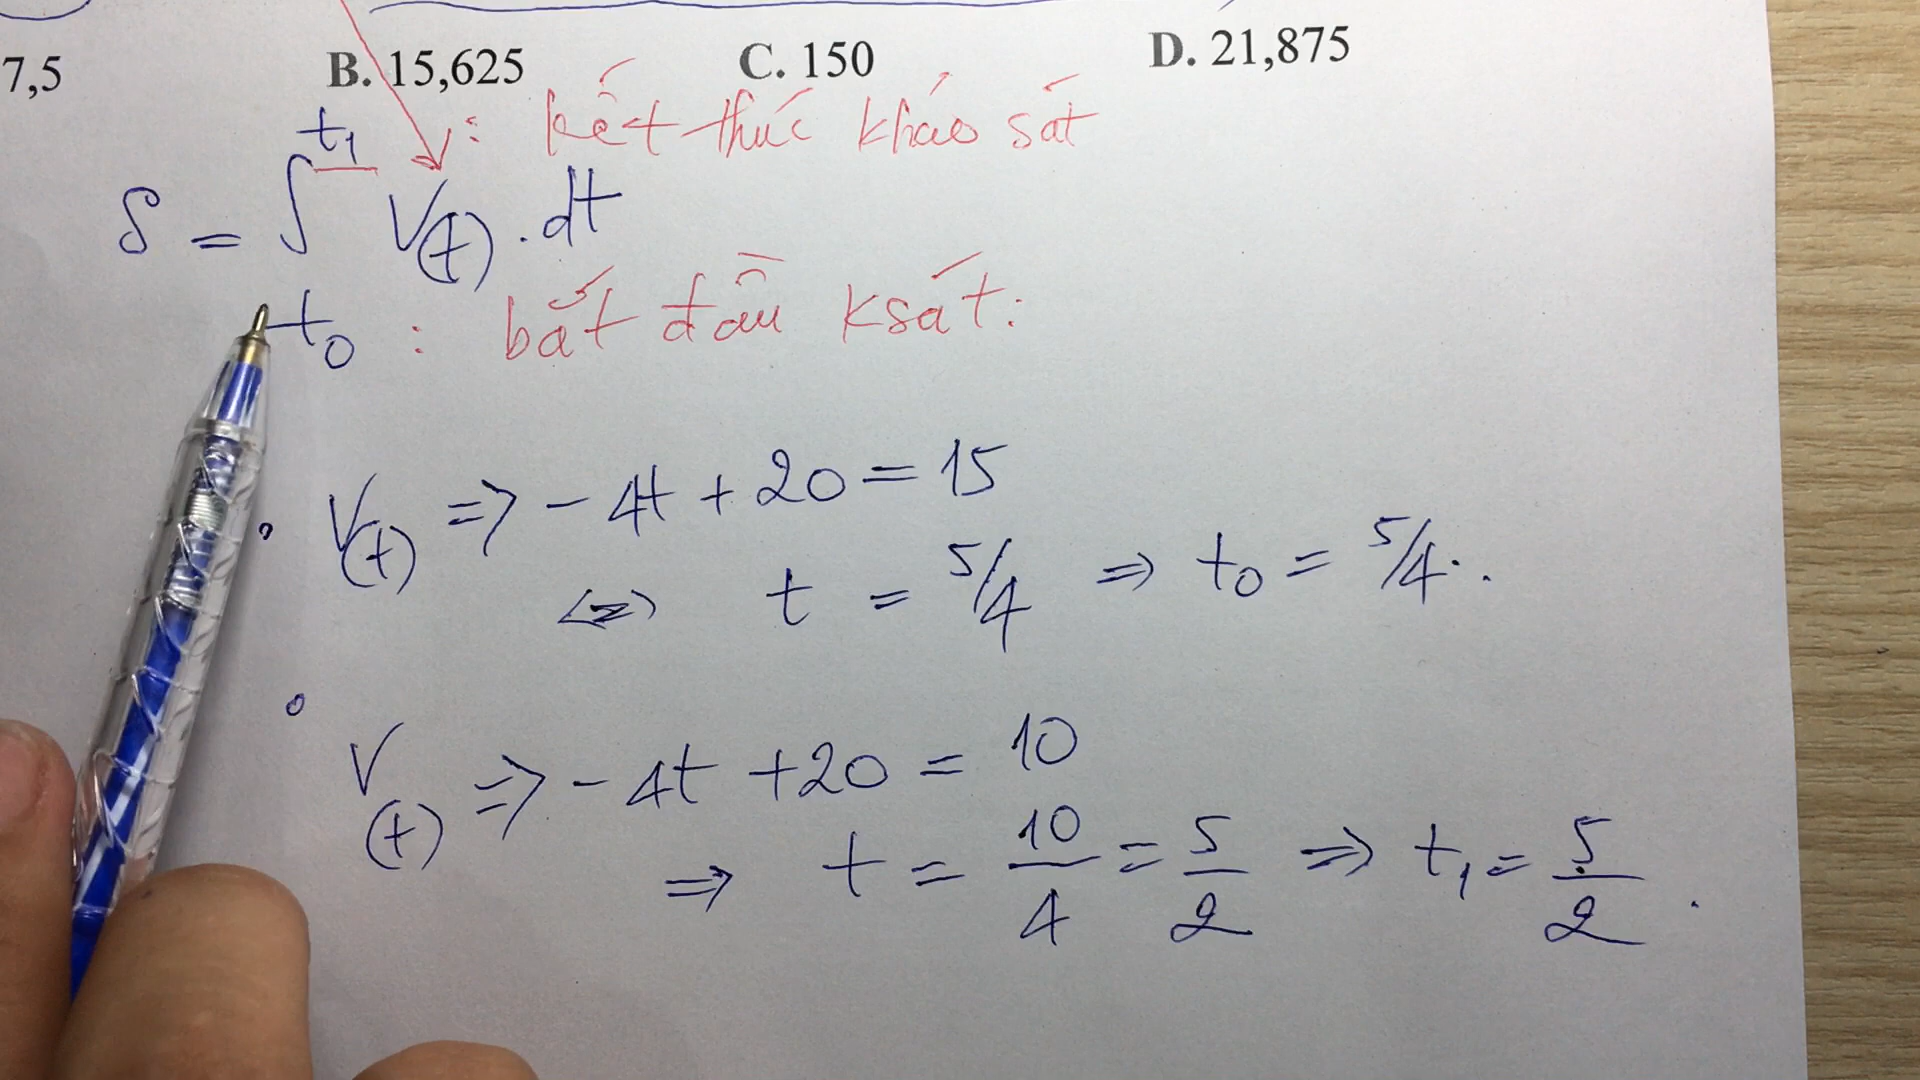 7,5 B. 15,625 C. 150 D. 21,875
t₁ : kết thúc khảo sát
S = ∫ V(t) . dt
t₀ : bắt đầu ksát:
V(t) => - 4t + 20 = 15
<=> t = 5/4 => t₀ = 5/4 .
V(t) => - 4t + 20 = 10
=> t = 10/4 = 5/2 => t₁ = 5/2 .